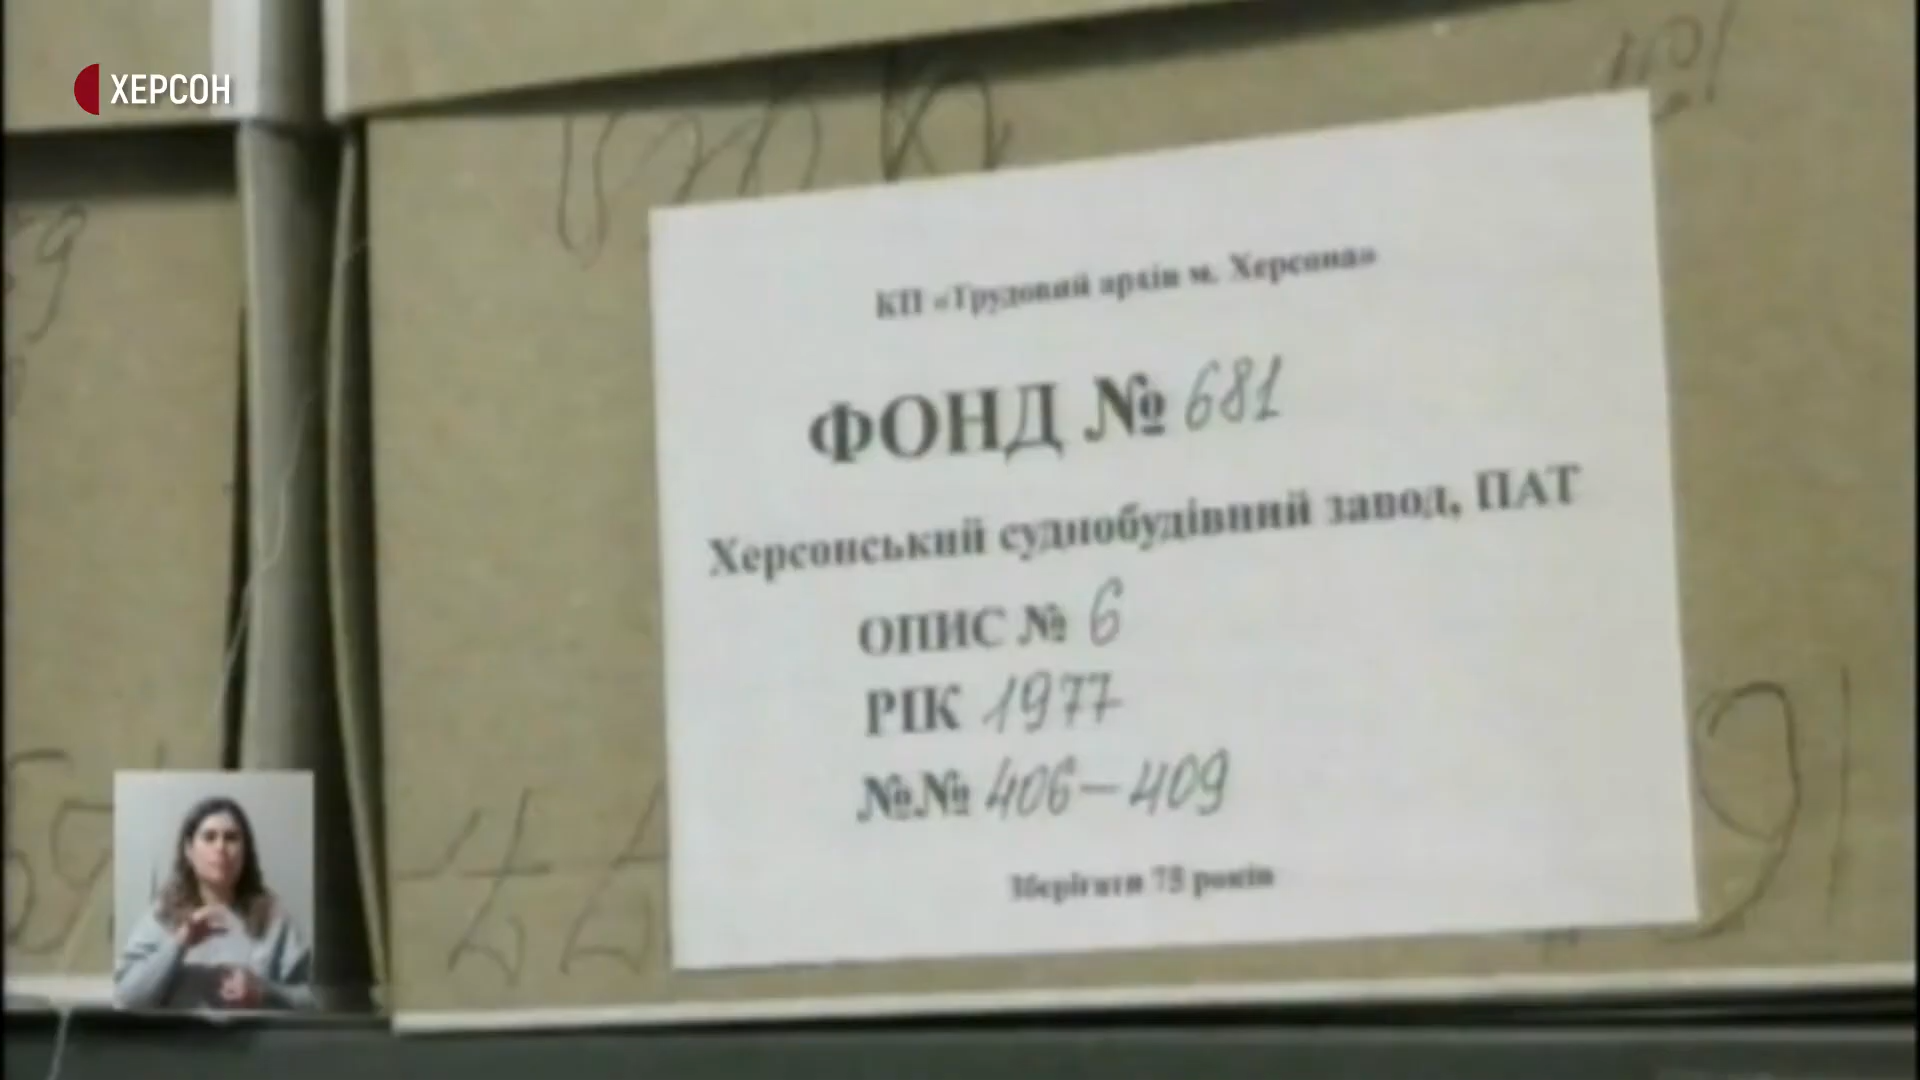 ХЕРСОН
КП «Трудовий архів м. Херсона»
ФОНД № 681
Херсонський суднобудівний завод, ПАТ
ОПИС № 6
РІК 1977
№№ 406-409
Зберігати 75 років